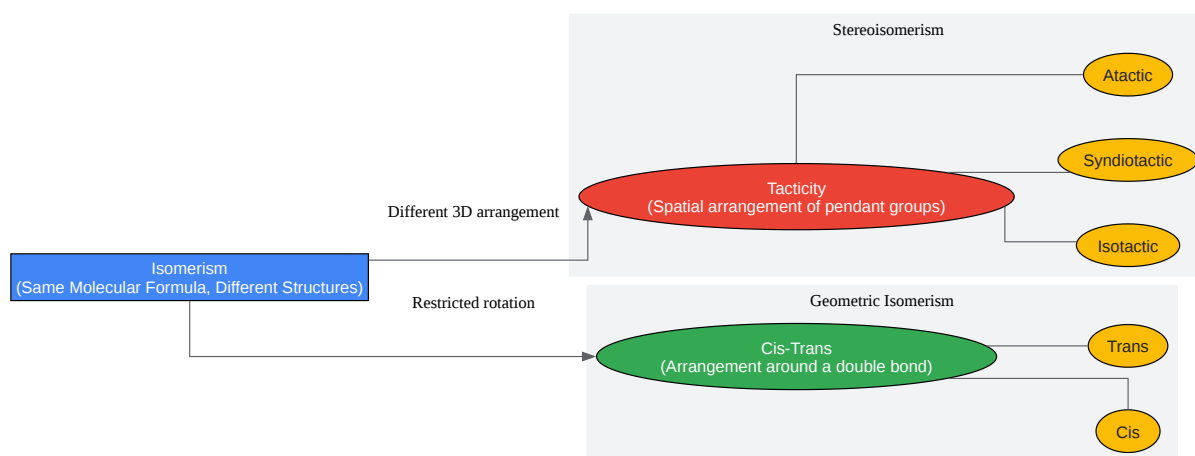 Stereoisomerism
Atactic
Syndiotactic
Tacticity
(Spatial arrangement of pendant groups)
Isotactic
Different 3D arrangement
Isomerism
(Same Molecular Formula, Different Structures)
Restricted rotation
Geometric Isomerism
Trans
Cis-Trans
(Arrangement around a double bond)
Cis